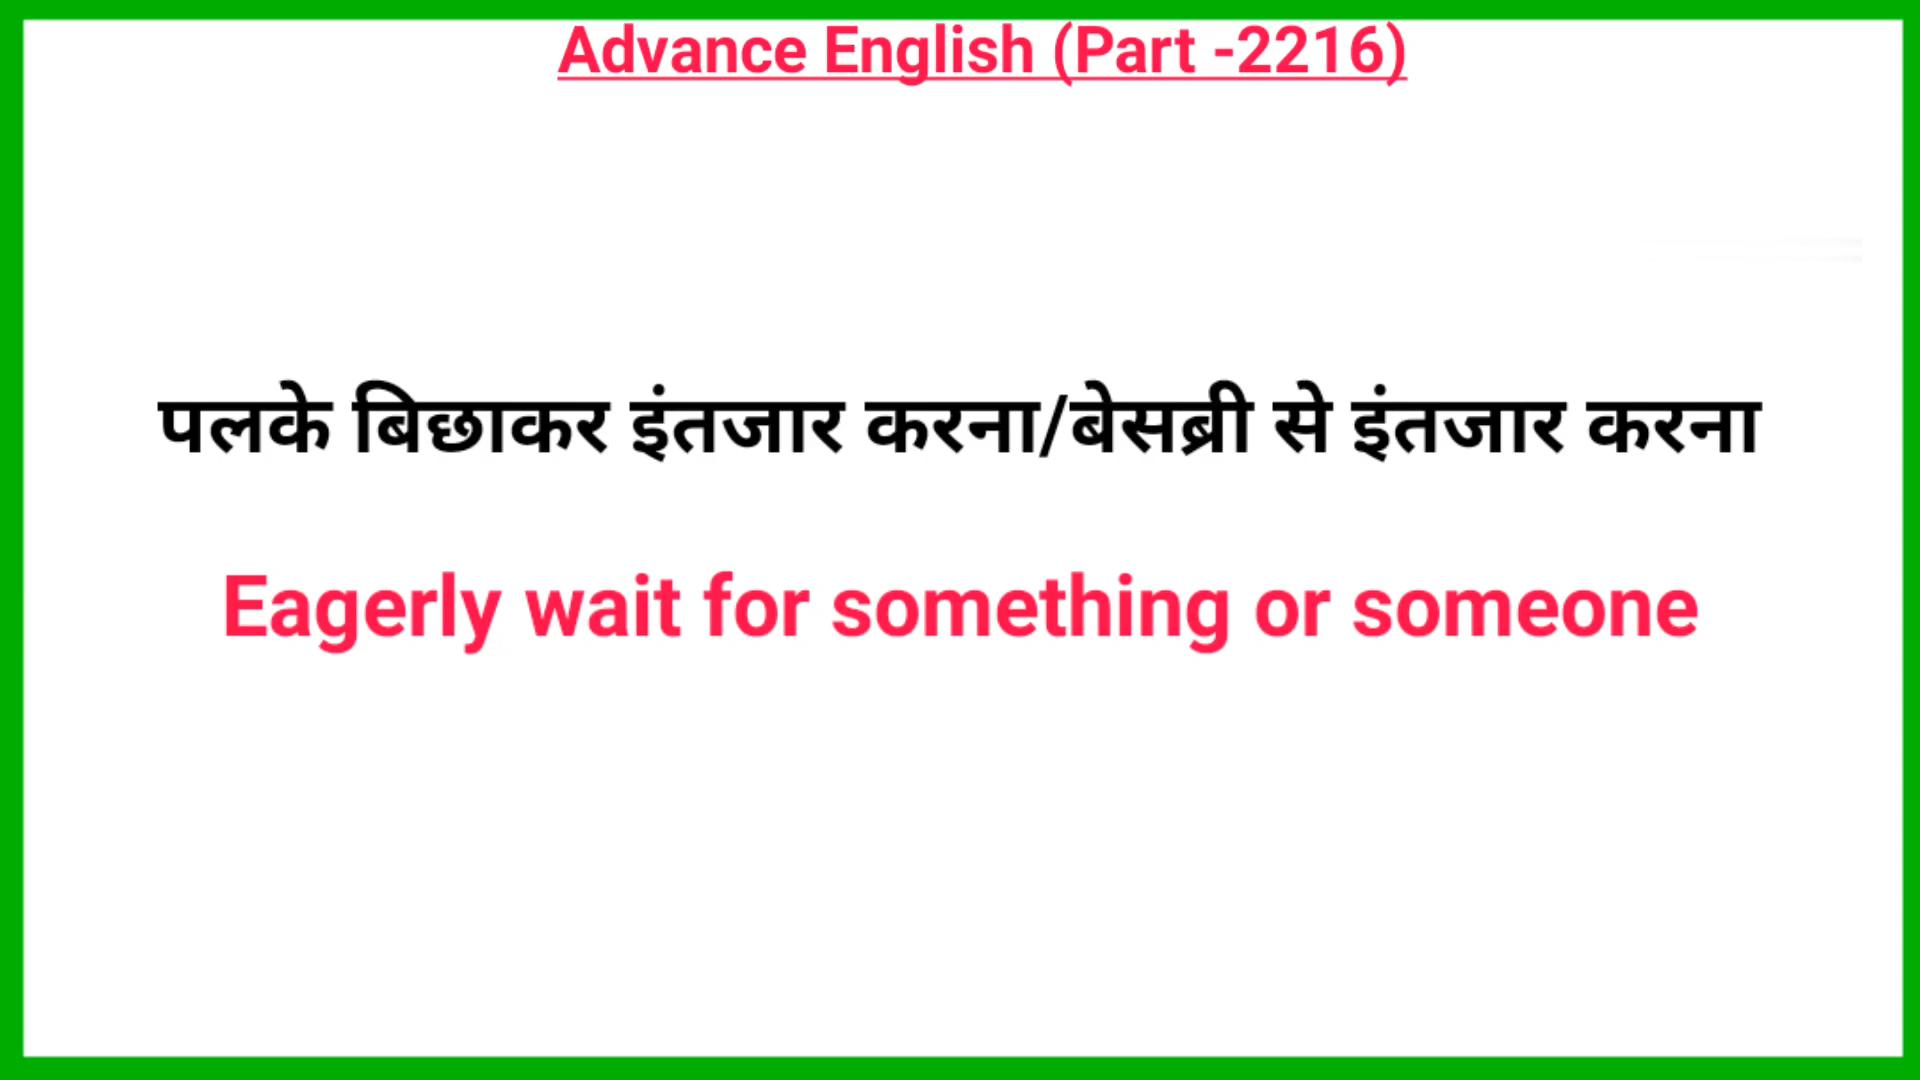 Advance English (Part -2216)
पलके बिछाकर इंतजार करना/बेसब्री से इंतजार करना
Eagerly wait for something or someone